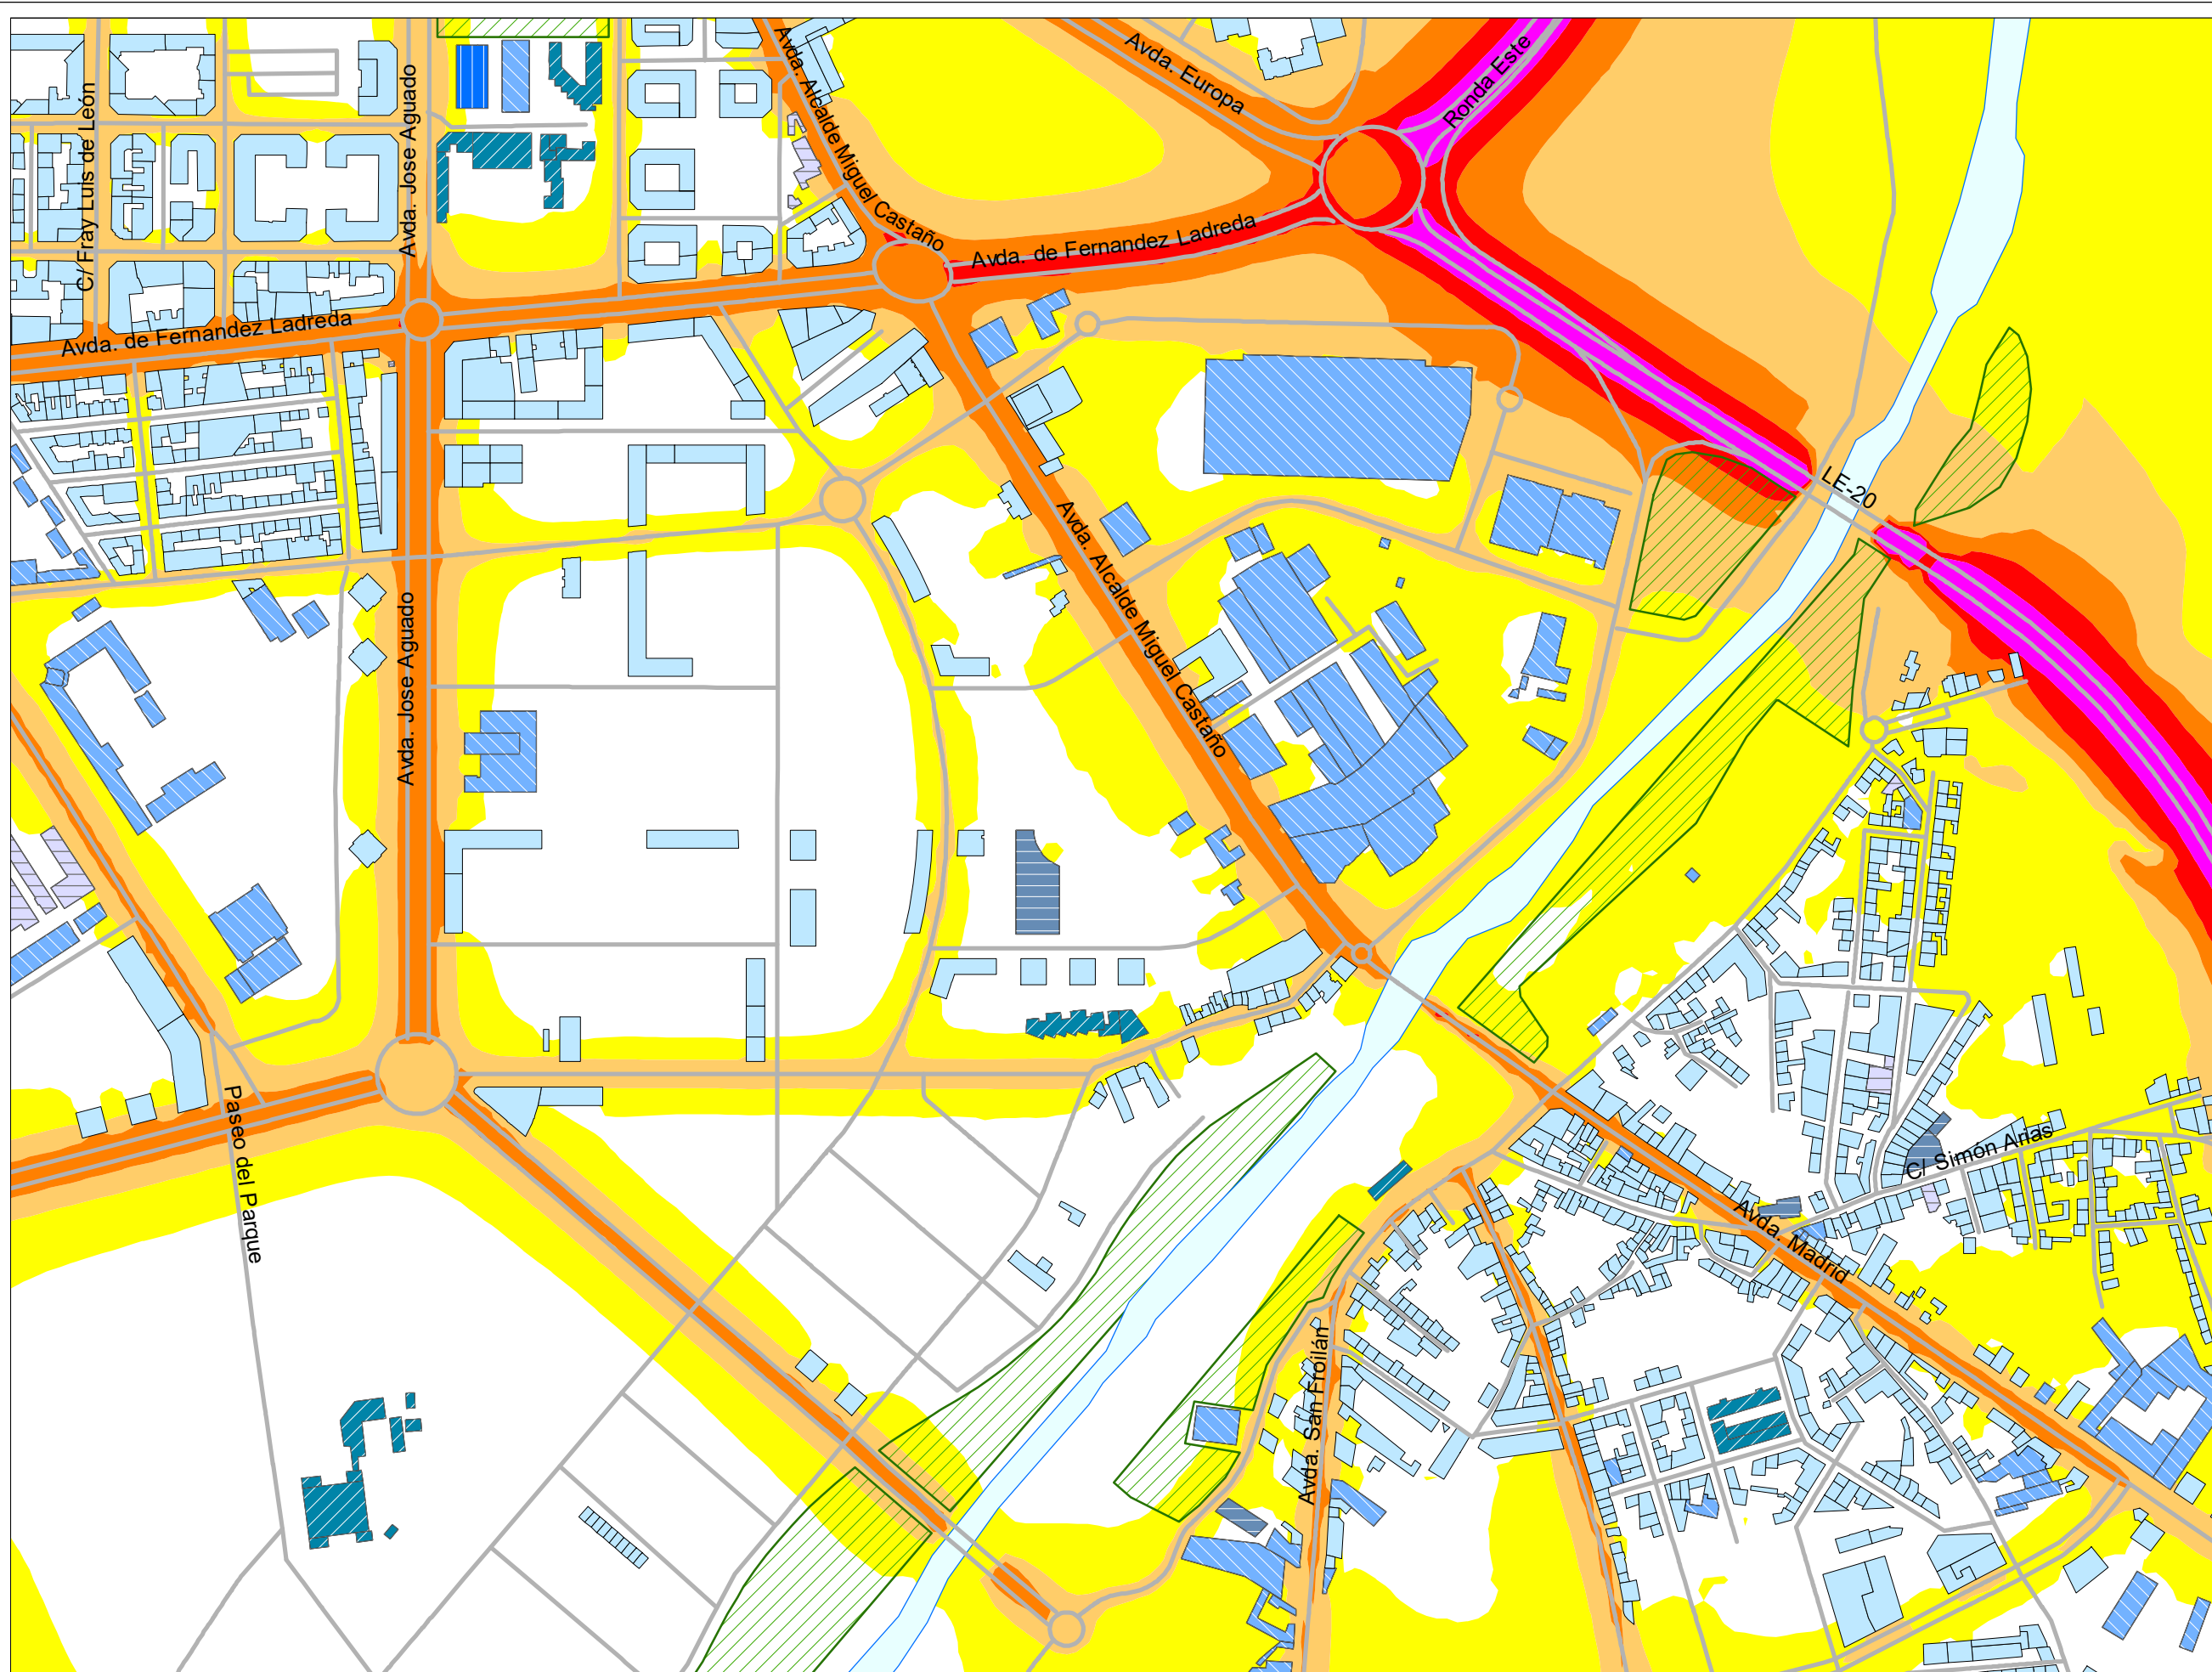 Avda. Alcalde Miguel Castaño
Avda. Europa
Ronda Este
C/ Fray Luis de León
Avda. Jose Aguado
Avda. de Fernandez Ladreda
Avda. de Fernandez Ladreda
LE-20
Avda. Jose Aguado
Avda. Alcalde Miguel Castaño
Paseo del Parque
C/ Simón Arias
Avda. Madrid
Avda. San Froilán